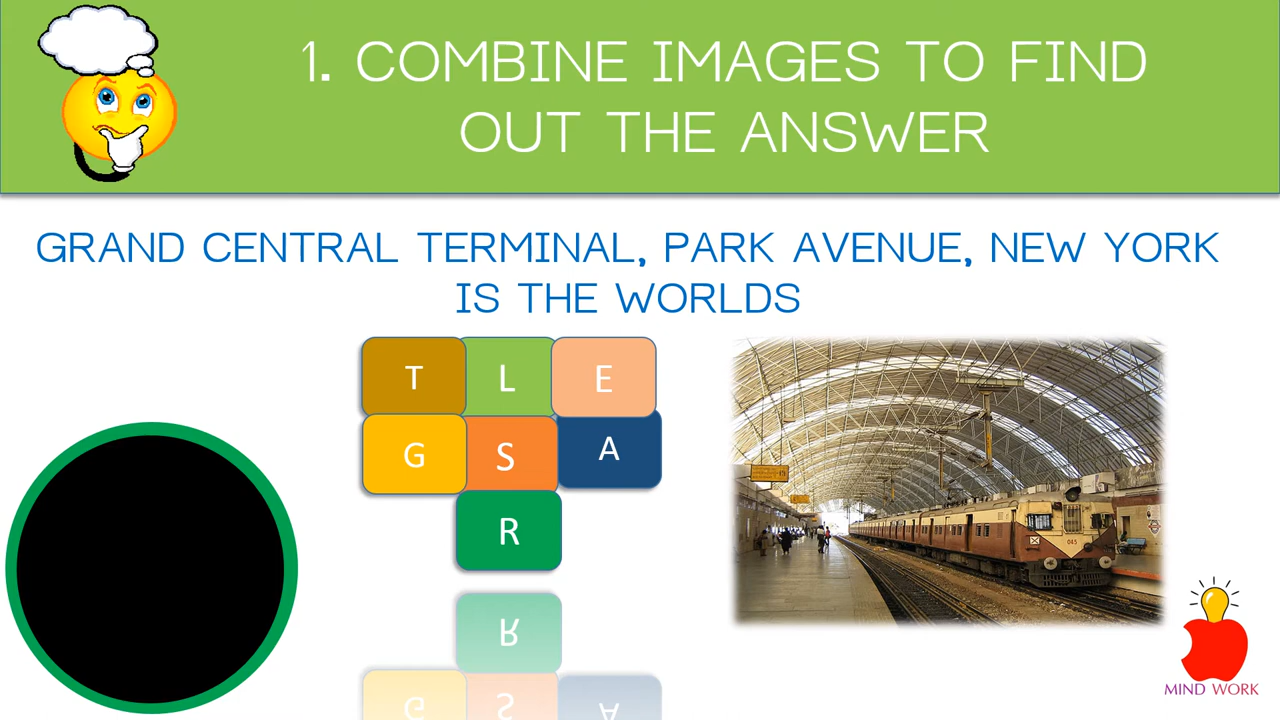 1. COMBINE IMAGES TO FIND
OUT THE ANSWER
GRAND CENTRAL TERMINAL, PARK AVENUE, NEW YORK
IS THE WORLDS
T L E
G S A
R
045
MIND WORK